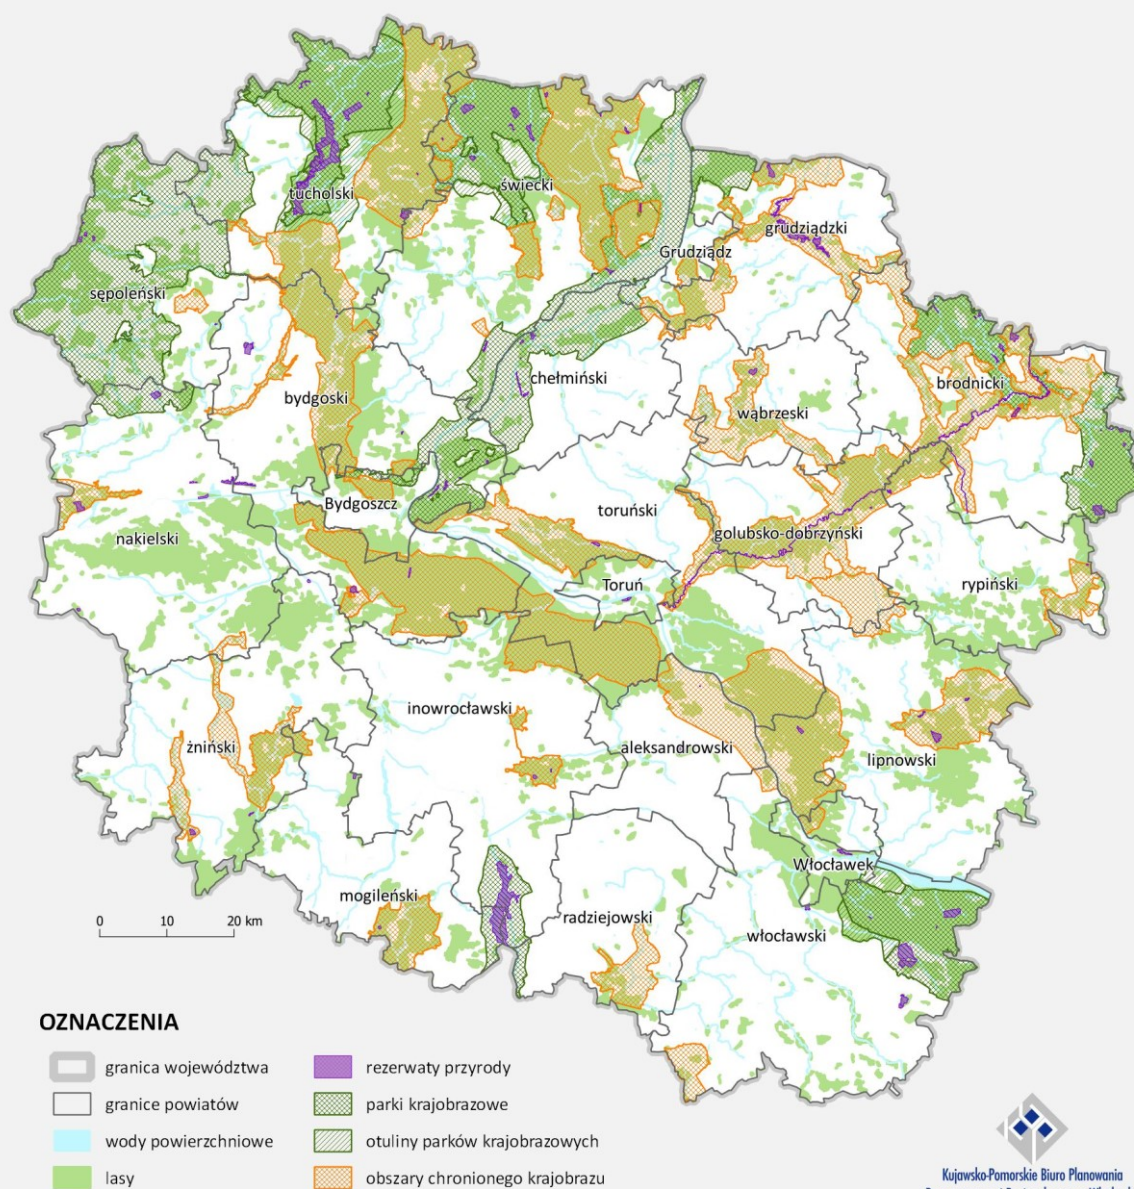 tucholski
świecki
grudziądzki
Grudziądz
sępoleński
chełmiński
brodnicki
bydgoski
wąbrzeski
Bydgoszcz
toruński
golubsko-dobrzyński
nakielski
Toruń
rypiński
inowrocławski
żniński
aleksandrowski
lipnowski
Włocławek
mogileński
radziejowski
włocławski
0 10 20 km
OZNACZENIA
granica województwa
granice powiatów
wody powierzchniowe
lasy
rezerwaty przyrody
parki krajobrazowe
otuliny parków krajobrazowych
obszary chronionego krajobrazu
Kujawsko-Pomorskie Biuro Planowania